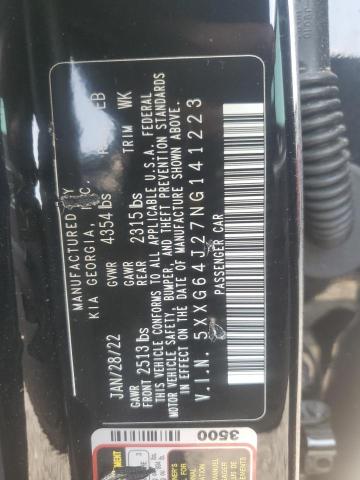 MANUFACTURED BY
KIA GEORGIA, INC.
JAN/28/22 GVWR 4354 lbs EB
GAWR FRONT 2513 lbs GAWR REAR 2315 lbs TRIM WK
THIS VEHICLE CONFORMS TO ALL APPLICABLE U.S.A. FEDERAL
MOTOR VEHICLE SAFETY, BUMPER, AND THEFT PREVENTION STANDARDS
IN EFFECT ON THE DATE OF MANUFACTURE SHOWN ABOVE.
V.I.N. 5XXG64J27NG141223
PASSENGER CAR
3500